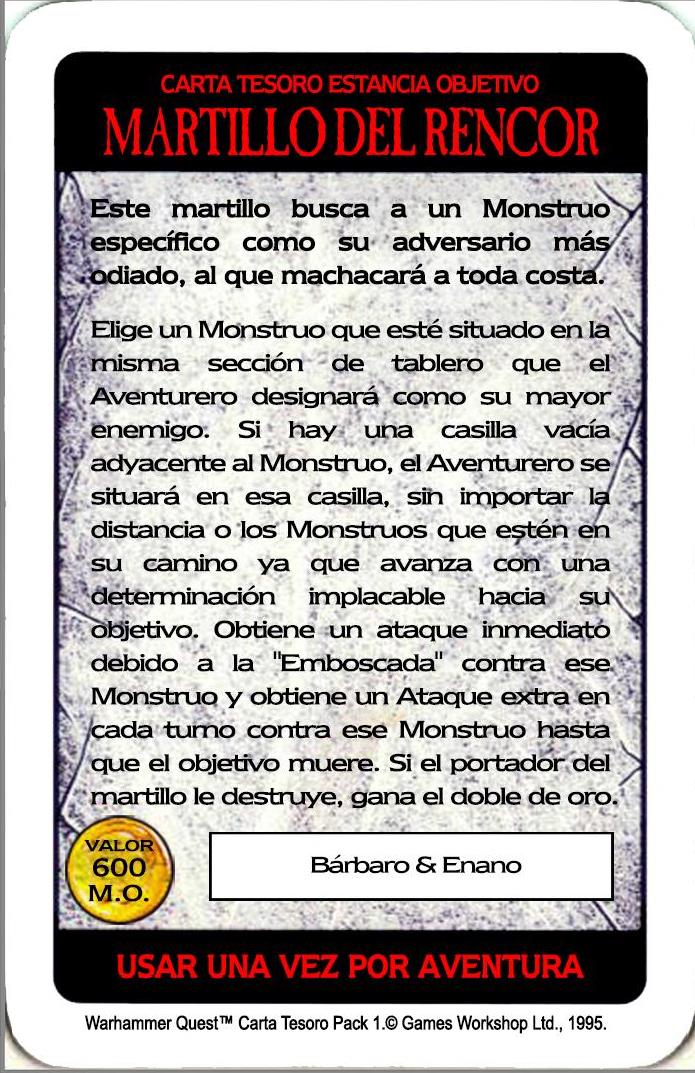 CARTA TESORO ESTANCIA OBJETIVO
MARTILLO DEL RENCOR
Este martillo busca a un Monstruo
específico como su adversario más
odiado, al que machacará a toda costa.
Elige un Monstruo que esté situado en la
misma sección de tablero que el
Aventurero designará como su mayor
enemigo. Si hay una casilla vacía
adyacente al Monstruo, el Aventurero se
situará en esa casilla, sin importar la
distancia o los Monstruos que estén en
su camino ya que avanza con una
determinación implacable hacia su
objetivo. Obtiene un ataque inmediato
debido a la "Emboscada" contra ese
Monstruo y obtiene un Ataque extra en
cada turno contra ese Monstruo hasta
que el objetivo muere. Si el portador del
martillo le destruye, gana el doble de oro.
VALOR
600
M.O.
Bárbaro & Enano
USAR UNA VEZ POR AVENTURA
Warhammer Quest™ Carta Tesoro Pack 1.© Games Workshop Ltd., 1995.